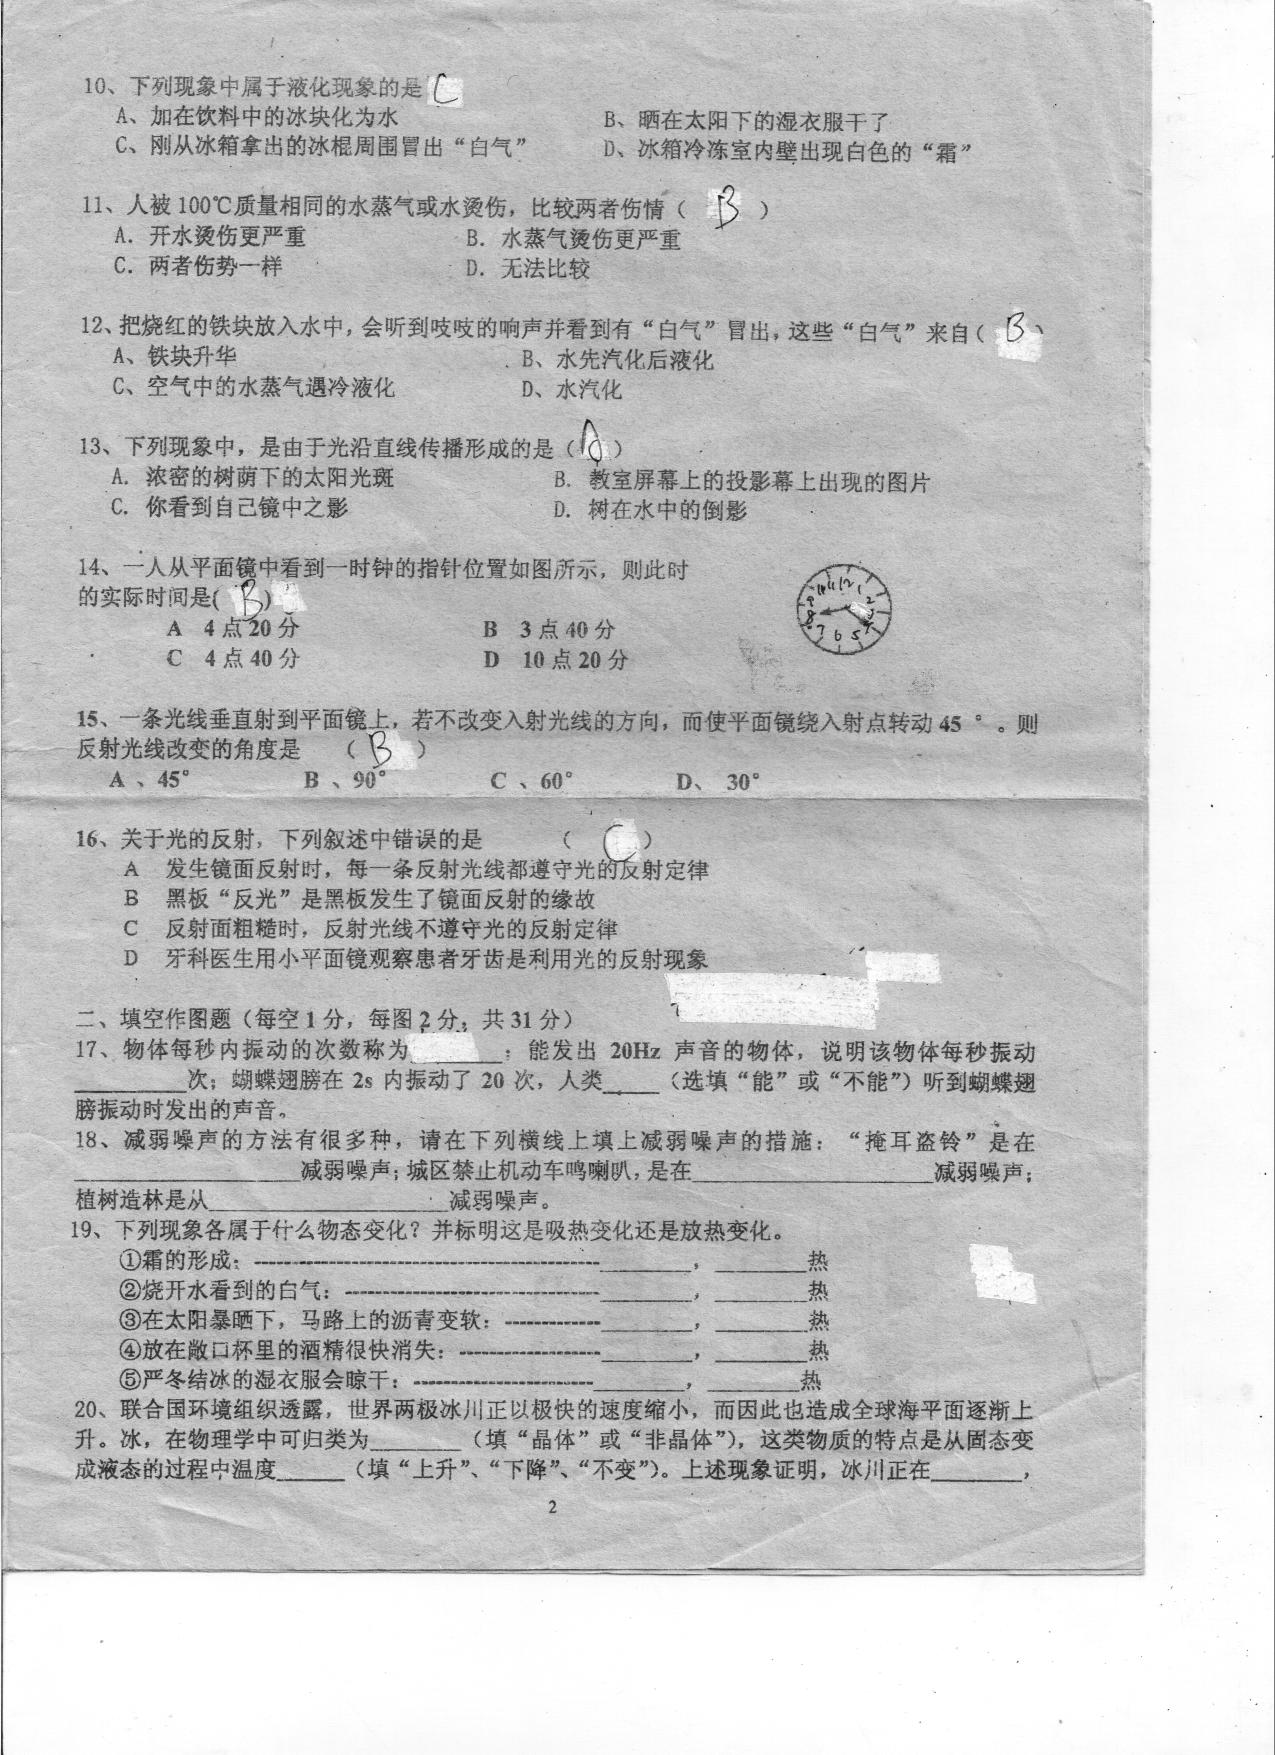 10、下列现象中属于液化现象的是 C
A、加在饮料中的冰块化为水 B、晒在太阳下的湿衣服干了
C、刚从冰箱拿出的冰棍周围冒出“白气” D、冰箱冷冻室内壁出现白色的“霜”
11、人被100℃质量相同的水蒸气或水烫伤，比较两者伤情（ B ）
A. 开水烫伤更严重 B. 水蒸气烫伤更严重
C. 两者伤势一样 D. 无法比较
12、把烧红的铁块放入水中，会听到吱吱的响声并看到有“白气”冒出，这些“白气”来自（ B ）
A、铁块升华 B、水先汽化后液化
C、空气中的水蒸气遇冷液化 D、水汽化
13、下列现象中，是由于光沿直线传播形成的是（ A ）
A. 浓密的树荫下的太阳光斑 B. 教室屏幕上的投影幕上出现的图片
C. 你看到自己镜中之影 D. 树在水中的倒影
14、一人从平面镜中看到一时钟的指针位置如图所示，则此时
的实际时间是( B )
A 4点20分 B 3点40分
C 4点40分 D 10点20分
15、一条光线垂直射到平面镜上，若不改变入射光线的方向，而使平面镜绕入射点转动45 °。则
反射光线改变的角度是 （ B ）
A 、45° B 、90° C 、60° D、 30°
16、关于光的反射，下列叙述中错误的是 （ C ）
A 发生镜面反射时，每一条反射光线都遵守光的反射定律
B 黑板“反光”是黑板发生了镜面反射的缘故
C 反射面粗糙时，反射光线不遵守光的反射定律
D 牙科医生用小平面镜观察患者牙齿是利用光的反射现象
二、填空作图题（每空1分，每图2分，共31分）
17、物体每秒内振动的次数称为________；能发出 20Hz 声音的物体，说明该物体每秒振动
__________次；蝴蝶翅膀在 2s 内振动了 20 次，人类_____（选填“能”或“不能”）听到蝴蝶翅
膀振动时发出的声音。
18、减弱噪声的方法有很多种，请在下列横线上填上减弱噪声的措施：“掩耳盗铃”是在
____________________减弱噪声；城区禁止机动车鸣喇叭，是在_____________________减弱噪声；
植树造林是从_____________________减弱噪声。
19、下列现象各属于什么物态变化？并标明这是吸热变化还是放热变化。
①霜的形成：------------------------________，________热
②烧开水看到的白气：------------------________，________热
③在太阳暴晒下，马路上的沥青变软：---------________，________热
④放在敞口杯里的酒精很快消失：------------________，________热
⑤严冬结冰的湿衣服会晾干：---------------________，________热
20、联合国环境组织透露，世界两极冰川正以极快的速度缩小，而因此也造成全球海平面逐渐上
升。冰，在物理学中可归类为________（填“晶体”或“非晶体”），这类物质的特点是从固态变
成液态的过程中温度______（填“上升”、“下降”、“不变”）。上述现象证明，冰川正在________，
2